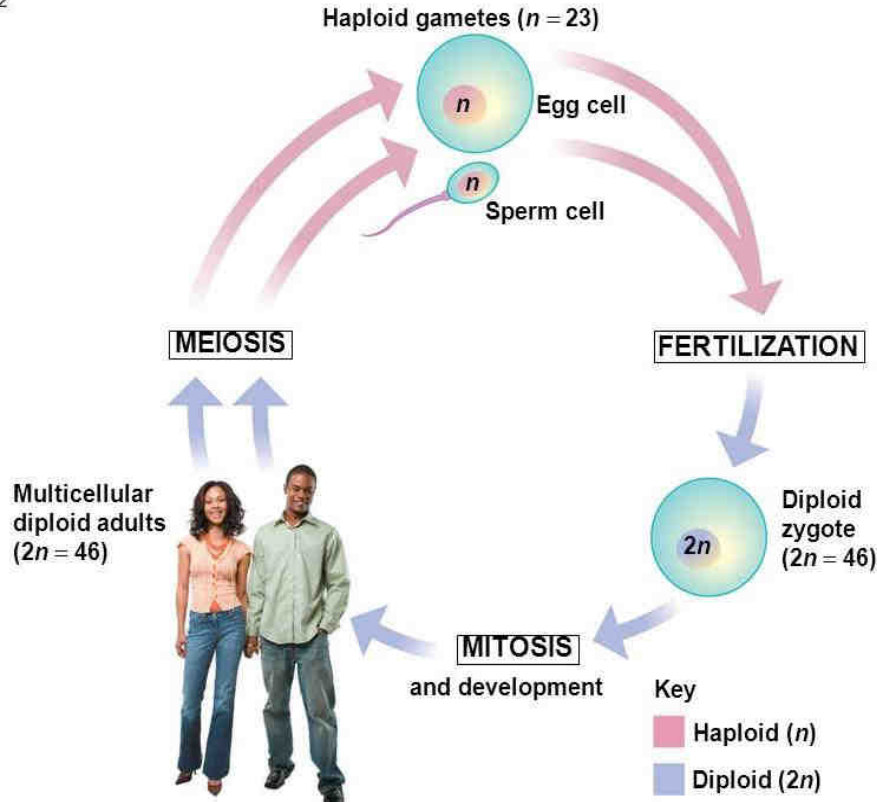 2
Haploid gametes (n = 23)
n
Egg cell
n
Sperm cell
MEIOSIS
FERTILIZATION
Multicellular
diploid adults
(2n = 46)
Diploid
zygote
(2n = 46)
2n
MITOSIS
and development
Key
Haploid (n)
Diploid (2n)